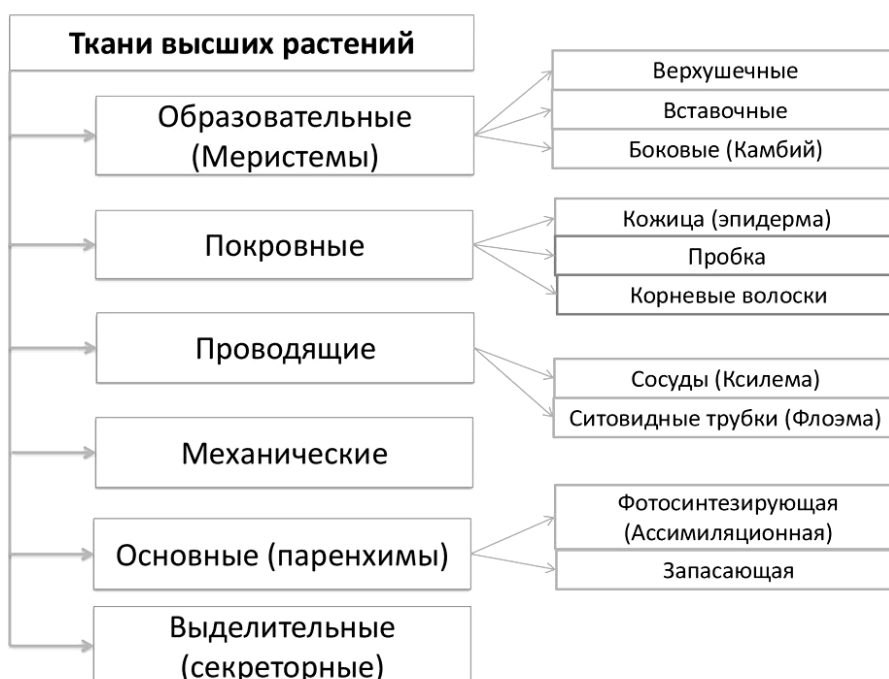 Ткани высших растений
Образовательные
(Меристемы)
Верхушечные
Вставочные
Боковые (Камбий)
Покровные
Кожица (эпидерма)
Пробка
Корневые волоски
Проводящие
Сосуды (Ксилема)
Ситовидные трубки (Флоэма)
Механические
Основные (паренхимы)
Фотосинтезирующая
(Ассимиляционная)
Запасающая
Выделительные
(секреторные)